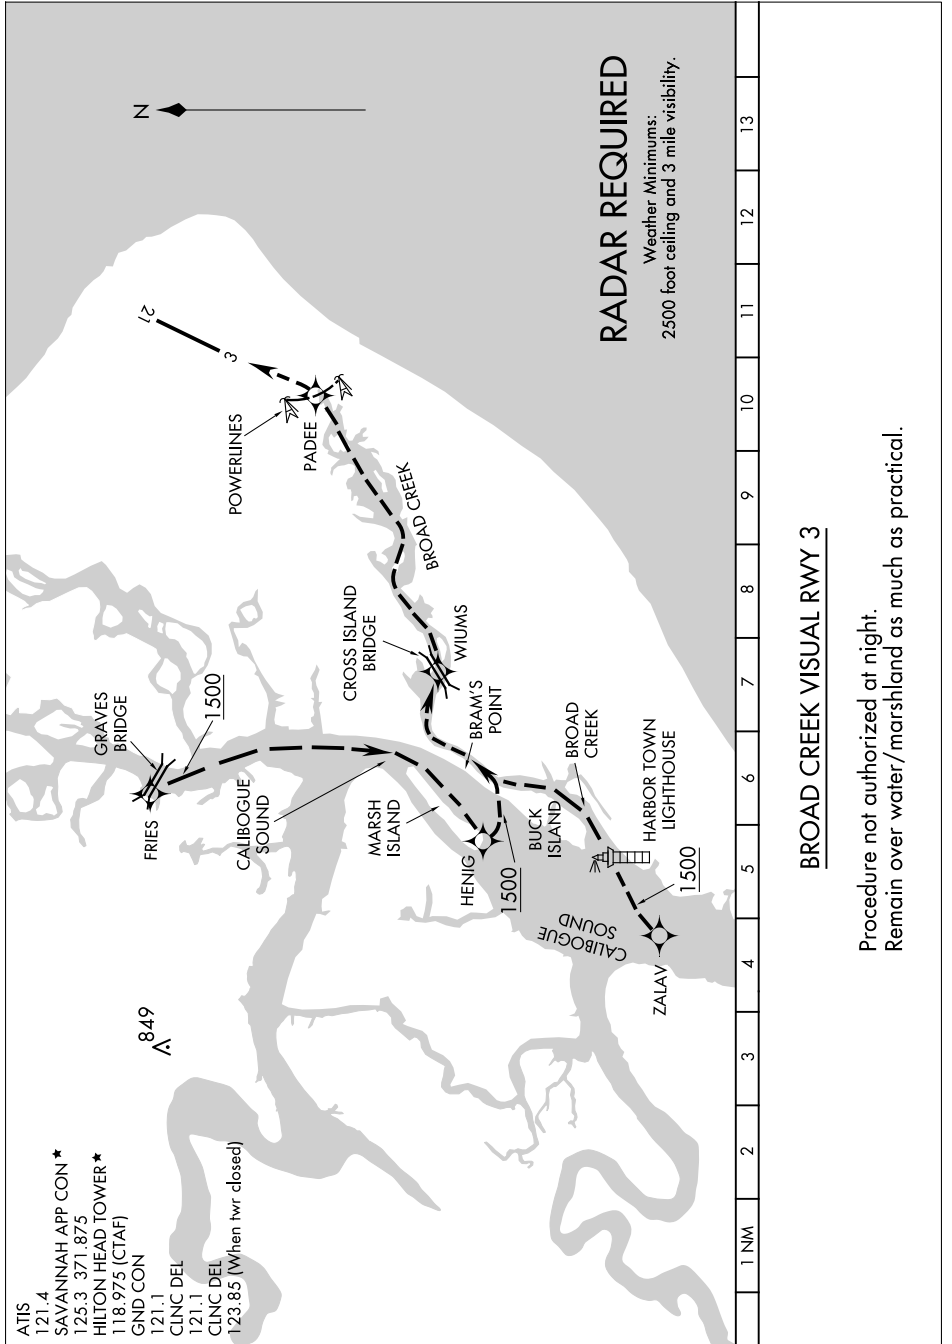 ATIS
121.4
SAVANNAH APP CON ★
125.3 371.875
HILTON HEAD TOWER ★
118.975 (CTAF)
GND CON
121.1
CLNC DEL
121.1
CLNC DEL
123.85 (When twr closed)
849
N
21
3
GRAVES
BRIDGE
FRIES
1500
POWERLINES
PADEE
CALIBOGUE
SOUND
CROSS ISLAND
BRIDGE
BROAD CREEK
MARSH
ISLAND
WIUMS
HENIG
BRAM'S
POINT
1500
BUCK
ISLAND
BROAD
CREEK
CALIBOGUE
SOUND
HARBOR TOWN
LIGHTHOUSE
1500
ZALAV
RADAR REQUIRED
Weather Minimums:
2500 foot ceiling and 3 mile visibility.
1 NM 2 3 4 5 6 7 8 9 10 11 12 13
BROAD CREEK VISUAL RWY 3
Procedure not authorized at night.
Remain over water/marshland as much as practical.